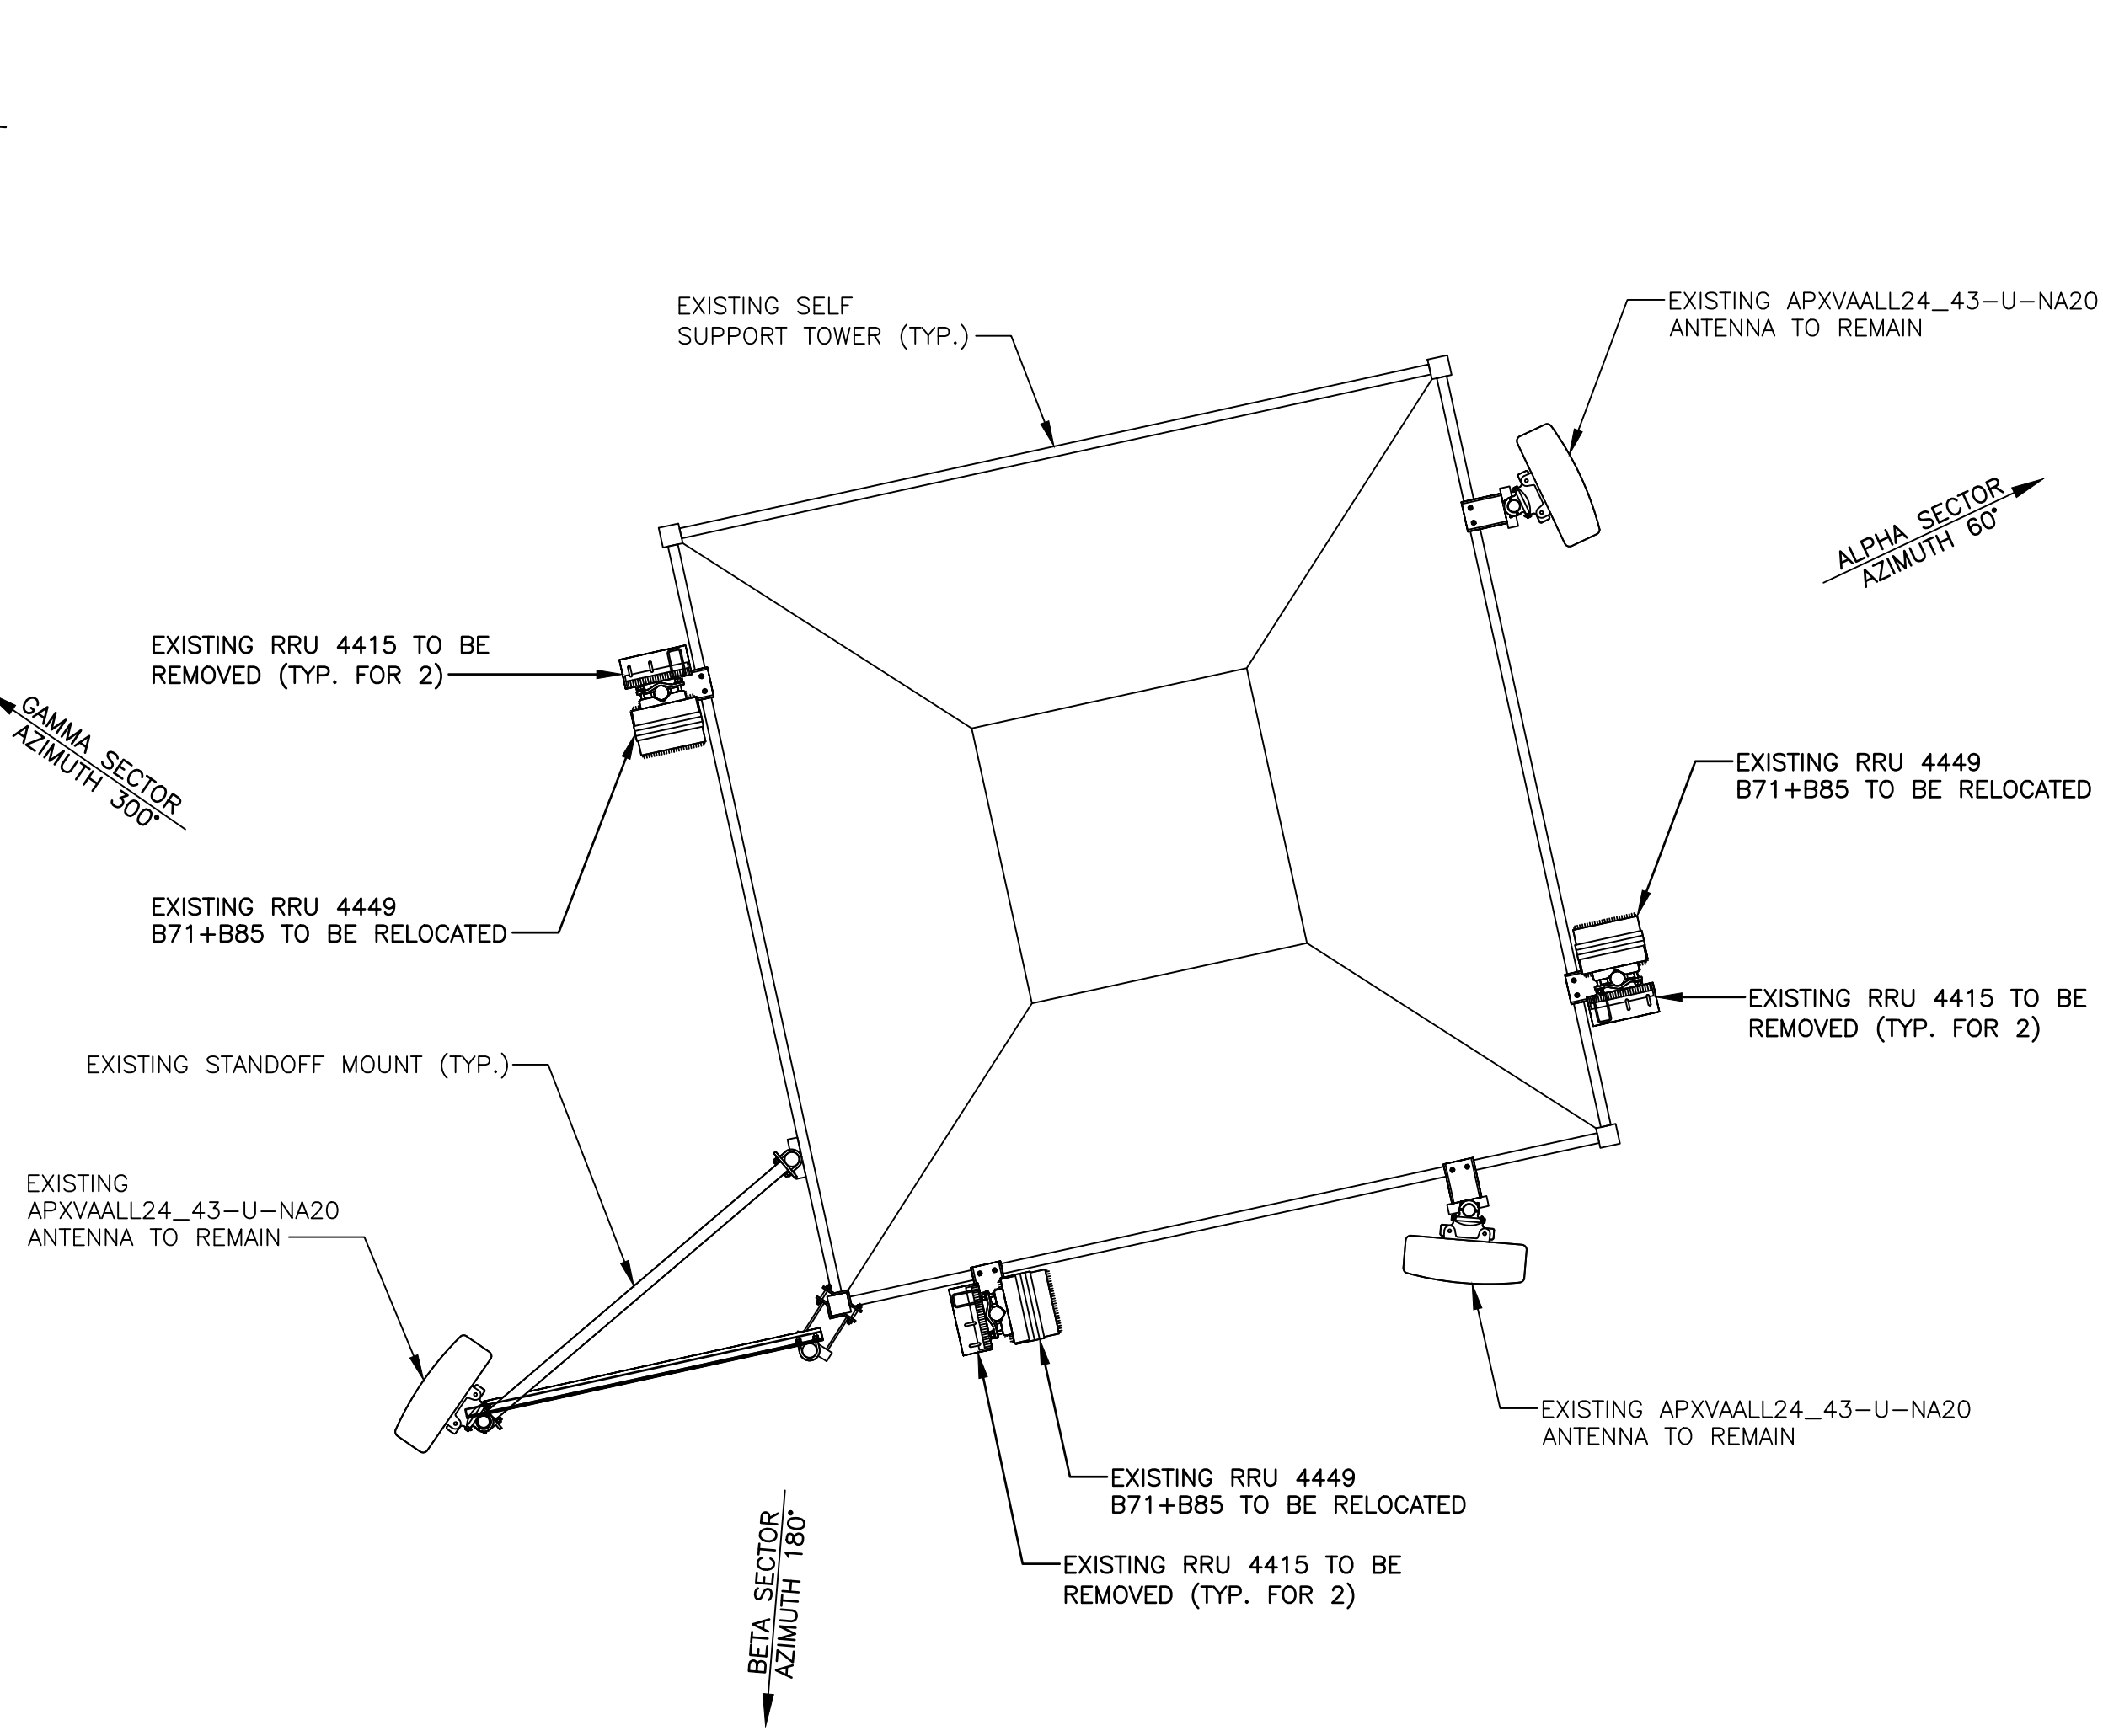 EXISTING SELF
SUPPORT TOWER (TYP.)
EXISTING APXVAALL24_43-U-NA20
ANTENNA TO REMAIN
ALPHA SECTOR
AZIMUTH 60°
EXISTING RRU 4415 TO BE
REMOVED (TYP. FOR 2)
GAMMA SECTOR
AZIMUTH 300°
EXISTING RRU 4449
B71+B85 TO BE RELOCATED
EXISTING RRU 4449
B71+B85 TO BE RELOCATED
EXISTING RRU 4415 TO BE
REMOVED (TYP. FOR 2)
EXISTING STANDOFF MOUNT (TYP.)
EXISTING
APXVAALL24_43-U-NA20
ANTENNA TO REMAIN
EXISTING APXVAALL24_43-U-NA20
ANTENNA TO REMAIN
EXISTING RRU 4449
B71+B85 TO BE RELOCATED
EXISTING RRU 4415 TO BE
REMOVED (TYP. FOR 2)
BETA SECTOR
AZIMUTH 180°